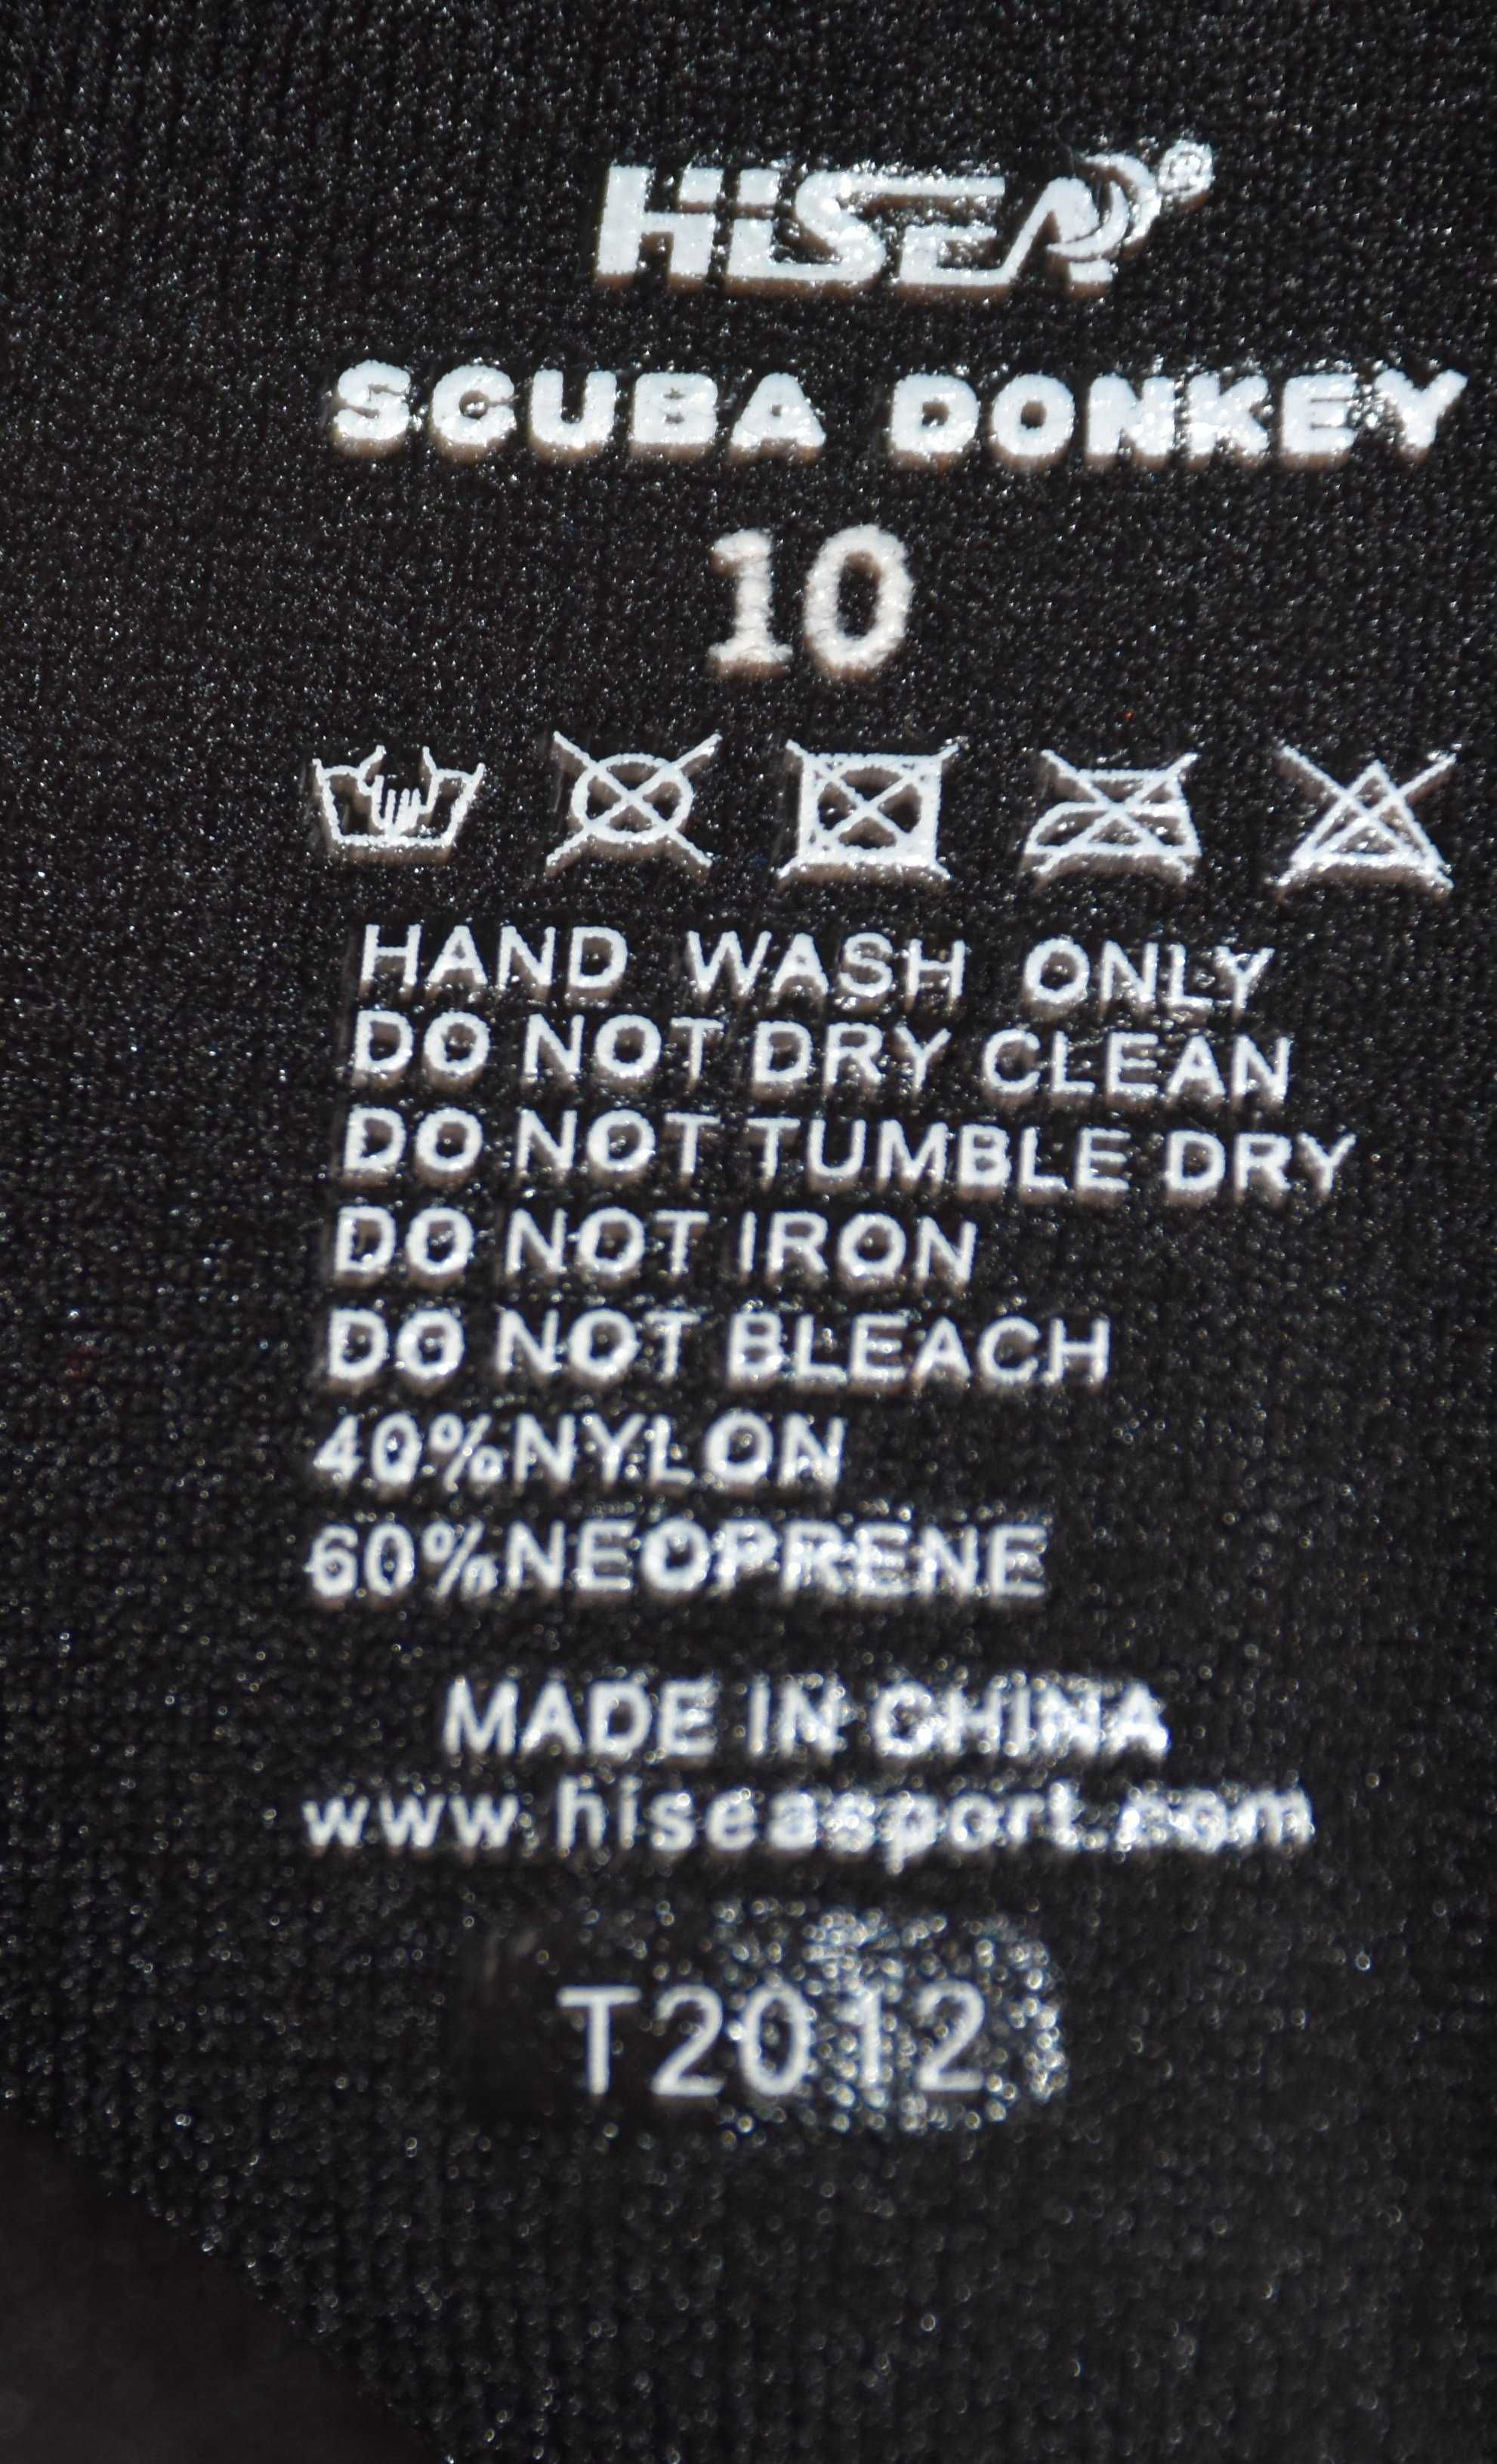 HiSEA®
SCUBA DONKEY
10
HAND WASH ONLY
DO NOT DRY CLEAN
DO NOT TUMBLE DRY
DO NOT IRON
DO NOT BLEACH
40%NYLON
60%NEOPRENE
MADE IN CHINA
www.hiseasport.com
T2012